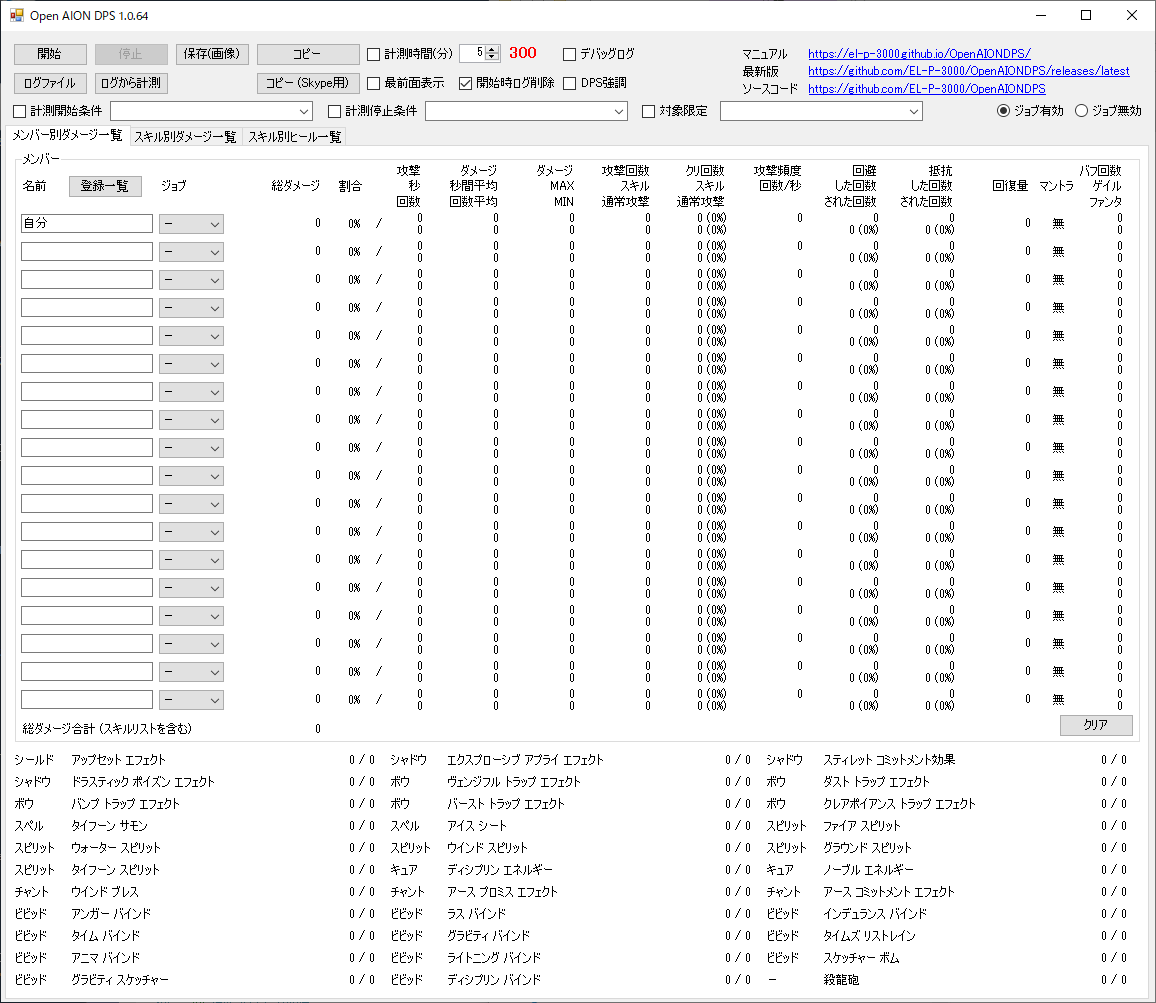 Open AION DPS 1.0.64
開始 停止 保存(画像) コピー 計測時間(分) 5 300 デバッグログ マニュアル https://el-p-3000.github.io/OpenAIONDPS/
最新版 https://github.com/EL-P-3000/OpenAIONDPS/releases/latest
ログファイル ログから計測 コピー(Skype用) 最前面表示 開始時ログ削除 DPS強調 ソースコード https://github.com/EL-P-3000/OpenAIONDPS
計測開始条件 計測停止条件 対象限定 ジョブ有効 ジョブ無効
メンバー別ダメージ一覧 スキル別ダメージ一覧 スキル別ヒール一覧
メンバー
攻撃 ダメージ ダメージ 攻撃回数 クリ回数 攻撃頻度 回避 抵抗 バフ回数
名前 登録一覧 ジョブ 総ダメージ 割合 秒 秒間平均 MAX スキル スキル 回数/秒 した回数 した回数 回復量 マントラ ゲイル
回数 回数平均 MIN 通常攻撃 通常攻撃 された回数 された回数 ファンタ
0 0 0 0 0 (0%) 0 0 0 0
自分 – 0 0% / 0 無
0 0 0 0 0 (0%) 0 (0%) 0 (0%) 0
0 0 0 0 0 (0%) 0 0 0 0
– 0 0% / 0 無
0 0 0 0 0 (0%) 0 (0%) 0 (0%) 0
0 0 0 0 0 (0%) 0 0 0 0
– 0 0% / 0 無
0 0 0 0 0 (0%) 0 (0%) 0 (0%) 0
0 0 0 0 0 (0%) 0 0 0 0
– 0 0% / 0 無
0 0 0 0 0 (0%) 0 (0%) 0 (0%) 0
0 0 0 0 0 (0%) 0 0 0 0
– 0 0% / 0 無
0 0 0 0 0 (0%) 0 (0%) 0 (0%) 0
0 0 0 0 0 (0%) 0 0 0 0
– 0 0% / 0 無
0 0 0 0 0 (0%) 0 (0%) 0 (0%) 0
0 0 0 0 0 (0%) 0 0 0 0
– 0 0% / 0 無
0 0 0 0 0 (0%) 0 (0%) 0 (0%) 0
0 0 0 0 0 (0%) 0 0 0 0
– 0 0% / 0 無
0 0 0 0 0 (0%) 0 (0%) 0 (0%) 0
0 0 0 0 0 (0%) 0 0 0 0
– 0 0% / 0 無
0 0 0 0 0 (0%) 0 (0%) 0 (0%) 0
0 0 0 0 0 (0%) 0 0 0 0
– 0 0% / 0 無
0 0 0 0 0 (0%) 0 (0%) 0 (0%) 0
0 0 0 0 0 (0%) 0 0 0 0
– 0 0% / 0 無
0 0 0 0 0 (0%) 0 (0%) 0 (0%) 0
0 0 0 0 0 (0%) 0 0 0 0
– 0 0% / 0 無
0 0 0 0 0 (0%) 0 (0%) 0 (0%) 0
0 0 0 0 0 (0%) 0 0 0 0
– 0 0% / 0 無
0 0 0 0 0 (0%) 0 (0%) 0 (0%) 0
0 0 0 0 0 (0%) 0 0 0 0
– 0 0% / 0 無
0 0 0 0 0 (0%) 0 (0%) 0 (0%) 0
0 0 0 0 0 (0%) 0 0 0 0
– 0 0% / 0 無
0 0 0 0 0 (0%) 0 (0%) 0 (0%) 0
0 0 0 0 0 (0%) 0 0 0 0
– 0 0% / 0 無
0 0 0 0 0 (0%) 0 (0%) 0 (0%) 0
0 0 0 0 0 (0%) 0 0 0 0
– 0 0% / 0 無
0 0 0 0 0 (0%) 0 (0%) 0 (0%) 0
0 0 0 0 0 (0%) 0 0 0 0
– 0 0% / 0 無
0 0 0 0 0 (0%) 0 (0%) 0 (0%) 0
総ダメージ合計 (スキルリストを含む) 0 クリア
シールド アップセット エフェクト 0 / 0 シャドウ エクスプローシブ アプライ エフェクト 0 / 0 シャドウ スティレット コミットメント効果 0 / 0
シャドウ ドラスティック ポイズン エフェクト 0 / 0 ボウ ヴェンジフル トラップ エフェクト 0 / 0 ボウ ダスト トラップ エフェクト 0 / 0
ボウ バンブ トラップ エフェクト 0 / 0 ボウ バースト トラップ エフェクト 0 / 0 ボウ クレアボイアンス トラップ エフェクト 0 / 0
スペル タイフーン サモン 0 / 0 スペル アイス シート 0 / 0 スピリット ファイア スピリット 0 / 0
スピリット ウォーター スピリット 0 / 0 スピリット ウインド スピリット 0 / 0 スピリット グラウンド スピリット 0 / 0
スピリット タイフーン スピリット 0 / 0 キュア ディシプリン エネルギー 0 / 0 キュア ノーブル エネルギー 0 / 0
チャント ウインド ブレス 0 / 0 チャント アース プロミス エフェクト 0 / 0 チャント アース コミットメント エフェクト 0 / 0
ビビッド アンガー バインド 0 / 0 ビビッド ラス バインド 0 / 0 ビビッド インデュランス バインド 0 / 0
ビビッド タイム バインド 0 / 0 ビビッド グラビティ バインド 0 / 0 ビビッド タイムズ リストレイン 0 / 0
ビビッド アニマ バインド 0 / 0 ビビッド ライトニング バインド 0 / 0 ビビッド スケッチャー ボム 0 / 0
ビビッド グラビティ スケッチャー 0 / 0 ビビッド ディシプリン バインド 0 / 0 – 殺龍砲 0 / 0